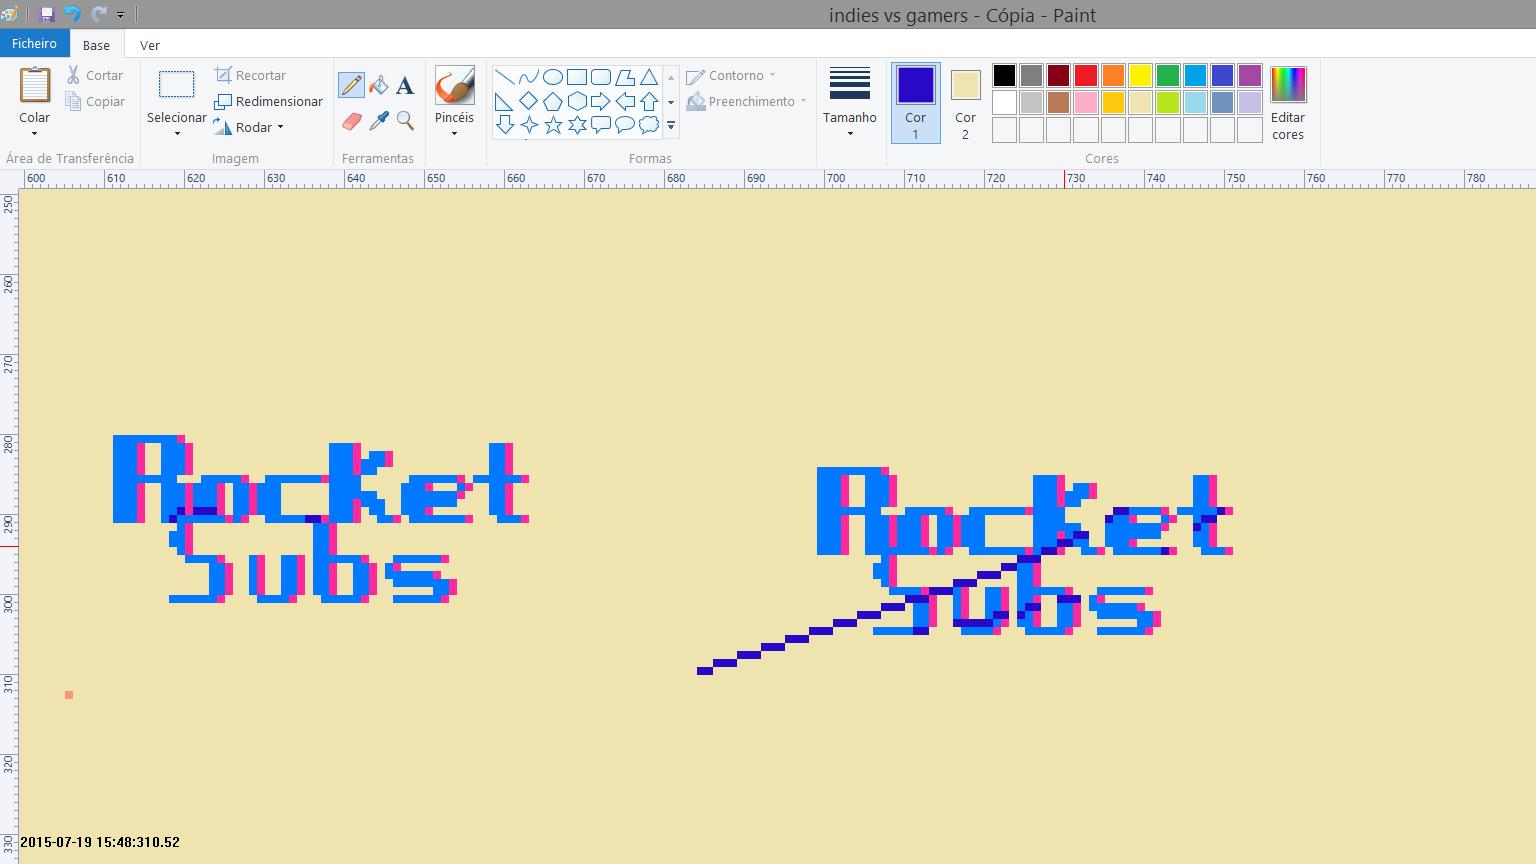 indies vs gamers - Cópia - Paint
Ficheiro Base Ver
Colar
Cortar
Copiar
Área de Transferência
Selecionar
Recortar
Redimensionar
Rodar
Imagem
A
Ferramentas
Pincéis
Contorno
Preenchimento
Formas
Tamanho
Cor
1
Cor
2
Editar
cores
Cores
600 610 620 630 640 650 660 670 680 690 700 710 720 730 740 750 760 770 780
250
260
270
280
290
300
310
320
330
Rocket
Subs
Rocket
Subs
2015-07-19 15:48:310.52